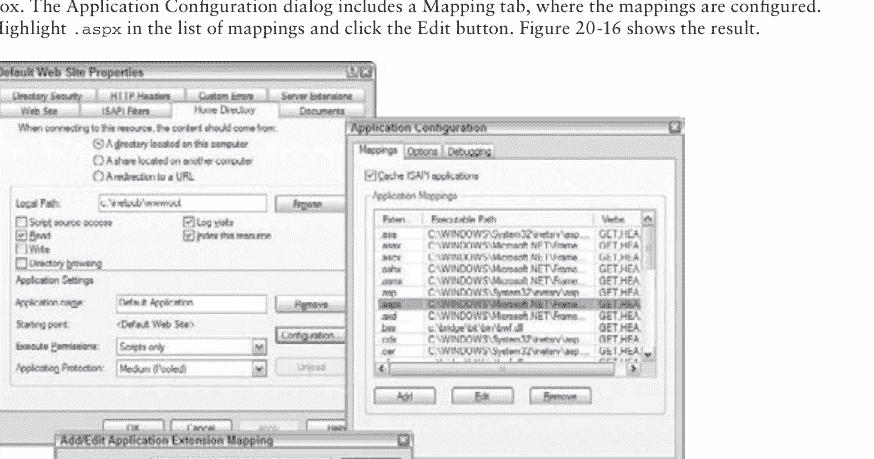 ox. The Application Configuration dialog includes a Mapping tab, where the mappings are configured.
Highlight .aspx in the list of mappings and click the Edit button. Figure 20-16 shows the result.
Default Web Site Properties
Directory Security HTTP Headers Custom Errors Server Extensions
Web Site ISAPI Filters Home Directory Documents
When connecting to this resource, the content should come from:
A directory located on this computer
A share located on another computer
A redirection to a URL
Local Path: c:\inetpub\wwwroot Browse
Script source access Log visits
Read Index this resource
Write
Directory browsing
Application Settings
Application name: Default Application Remove
Starting point: <Default Web Site>
Configuration...
Execute Permissions: Scripts only
Application Protection: Medium (Pooled) Unload
OK Cancel Apply Help
Application Configuration
Mappings Options Debugging
Cache ISAPI applications
Application Mappings
Exten... Executable Path Verbs
.asa C:\WINDOWS\System32\inetsrv\asp.... GET,HEA
.asax C:\WINDOWS\Microsoft.NET\Frame... GET,HEA
.ascx C:\WINDOWS\Microsoft.NET\Frame... GET,HEA
.ashx C:\WINDOWS\Microsoft.NET\Frame... GET,HEA
.asmx C:\WINDOWS\Microsoft.NET\Frame... GET,HEA
.asp C:\WINDOWS\System32\inetsrv\asp.... GET,HEA
.aspx C:\WINDOWS\Microsoft.NET\Frame... GET,HEA
.axd C:\WINDOWS\Microsoft.NET\Frame... GET,HEA
GET,HEA
.cdx C:\WINDOWS\System32\inetsrv\asp.... GET,HEA
.cer C:\WINDOWS\System32\inetsrv\asp.... GET,HEA
Add Edit Remove
Add/Edit Application Extension Mapping